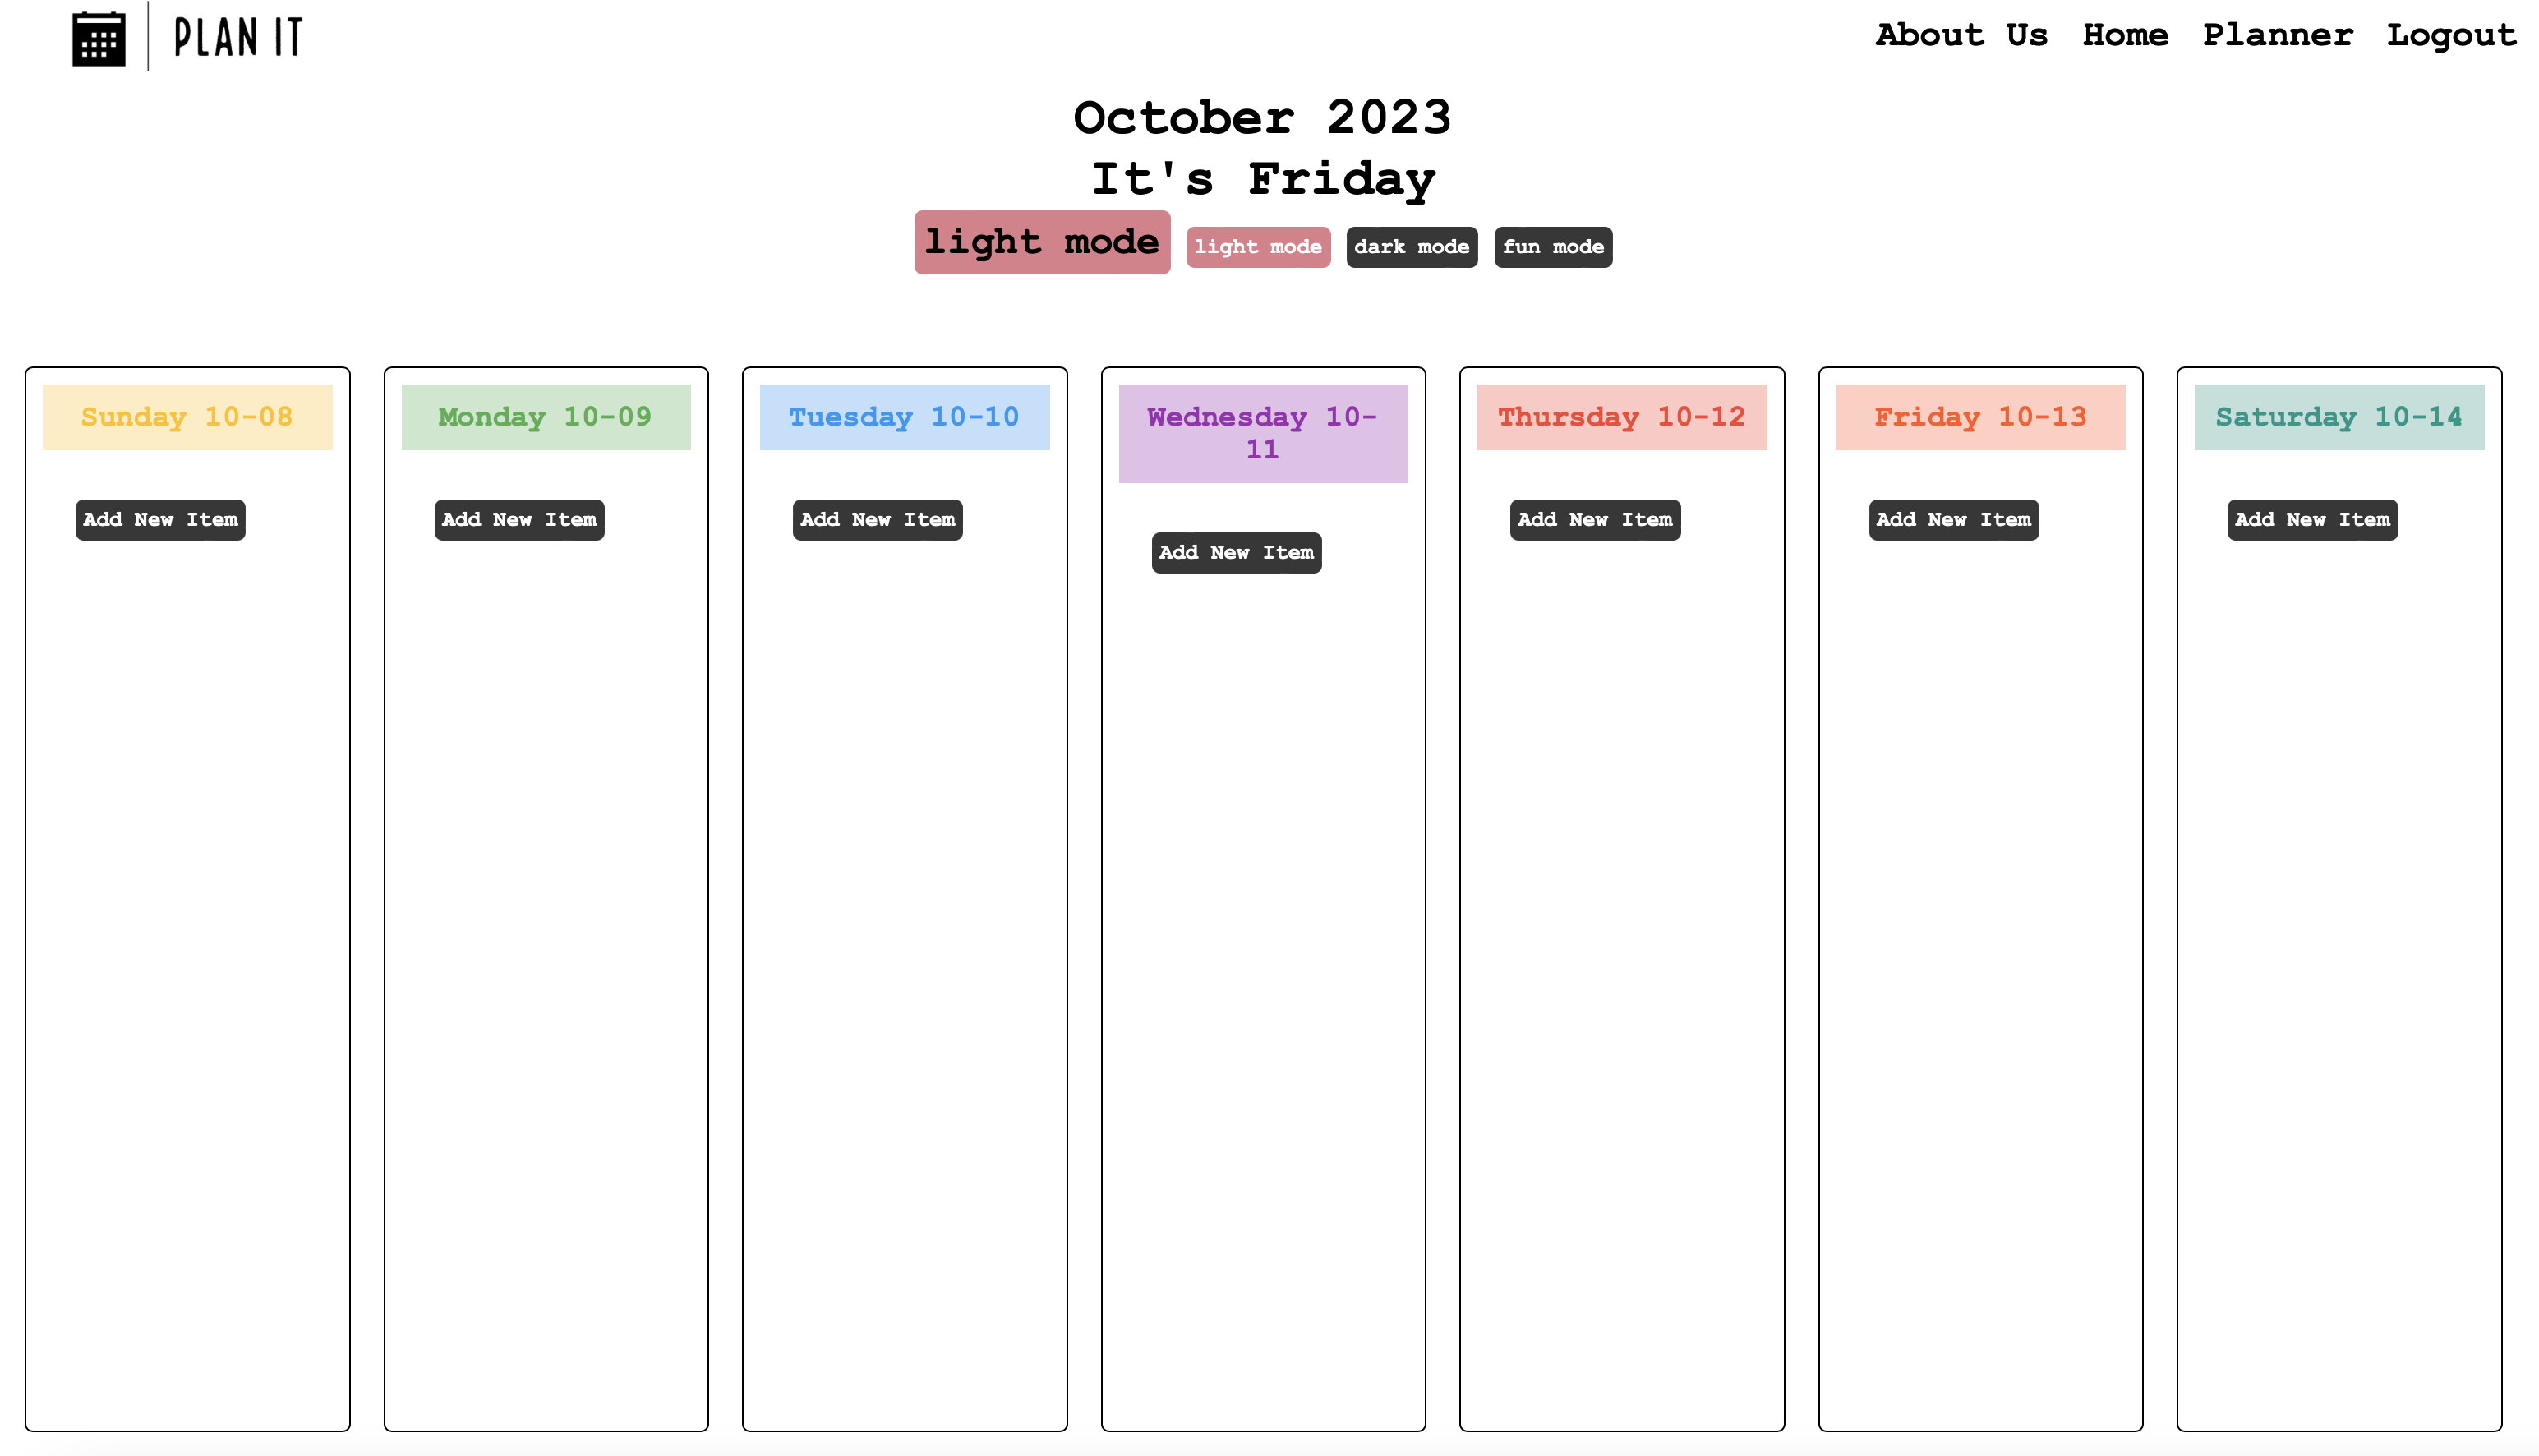 PLAN IT
About Us Home Planner Logout
October 2023
It's Friday
light mode light mode dark mode fun mode
Sunday 10-08
Add New Item
Monday 10-09
Add New Item
Tuesday 10-10
Add New Item
Wednesday 10-
11
Add New Item
Thursday 10-12
Add New Item
Friday 10-13
Add New Item
Saturday 10-14
Add New Item